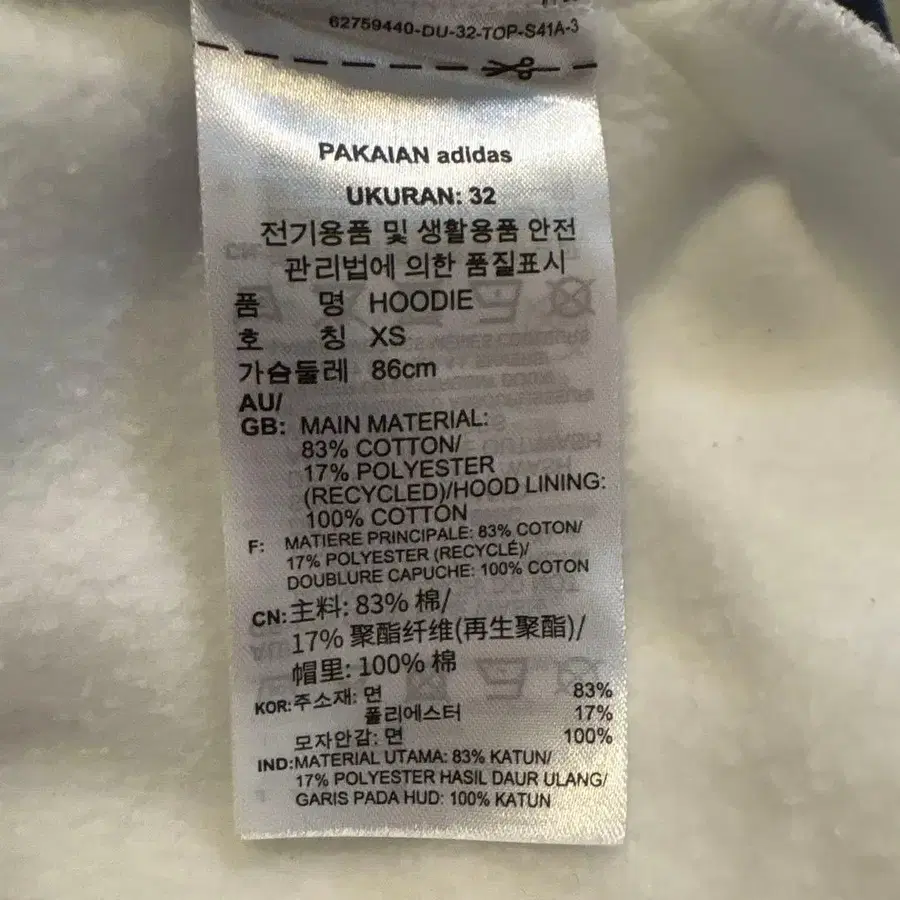 62759440-DU-32-TOP-S41A-3
PAKAIAN adidas
UKURAN: 32
전기용품 및 생활용품 안전
관리법에 의한 품질표시
품 명 HOODIE
호 칭 XS
가슴둘레 86cm
AU/
GB: MAIN MATERIAL:
83% COTTON/
17% POLYESTER
(RECYCLED)/HOOD LINING:
100% COTTON
F: MATIERE PRINCIPALE: 83% COTON/
17% POLYESTER (RECYCLÉ)/
DOUBLURE CAPUCHE: 100% COTON
CN: 主料: 83% 棉/
17% 聚酯纤维(再生聚酯)/
帽里: 100% 棉
KOR: 주소재: 면 83%
폴리에스터 17%
모자안감: 면 100%
IND: MATERIAL UTAMA: 83% KATUN/
17% POLYESTER HASIL DAUR ULANG/
GARIS PADA HUD: 100% KATUN